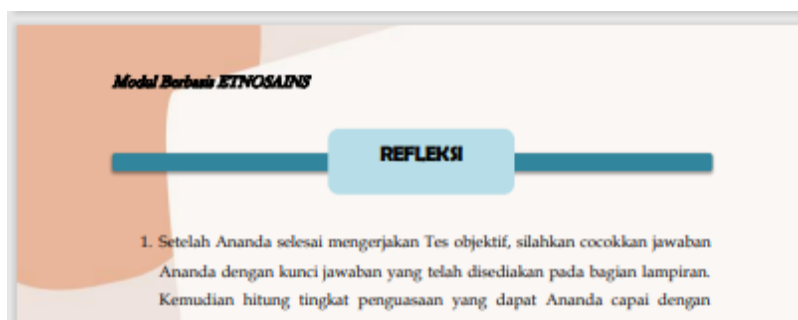 Modul Berbasis ETNOSAINS
REFLEKSI
1. Setelah Ananda selesai mengerjakan Tes objektif, silahkan cocokkan jawaban
Ananda dengan kunci jawaban yang telah disediakan pada bagian lampiran.
Kemudian hitung tingkat penguasaan yang dapat Ananda capai dengan